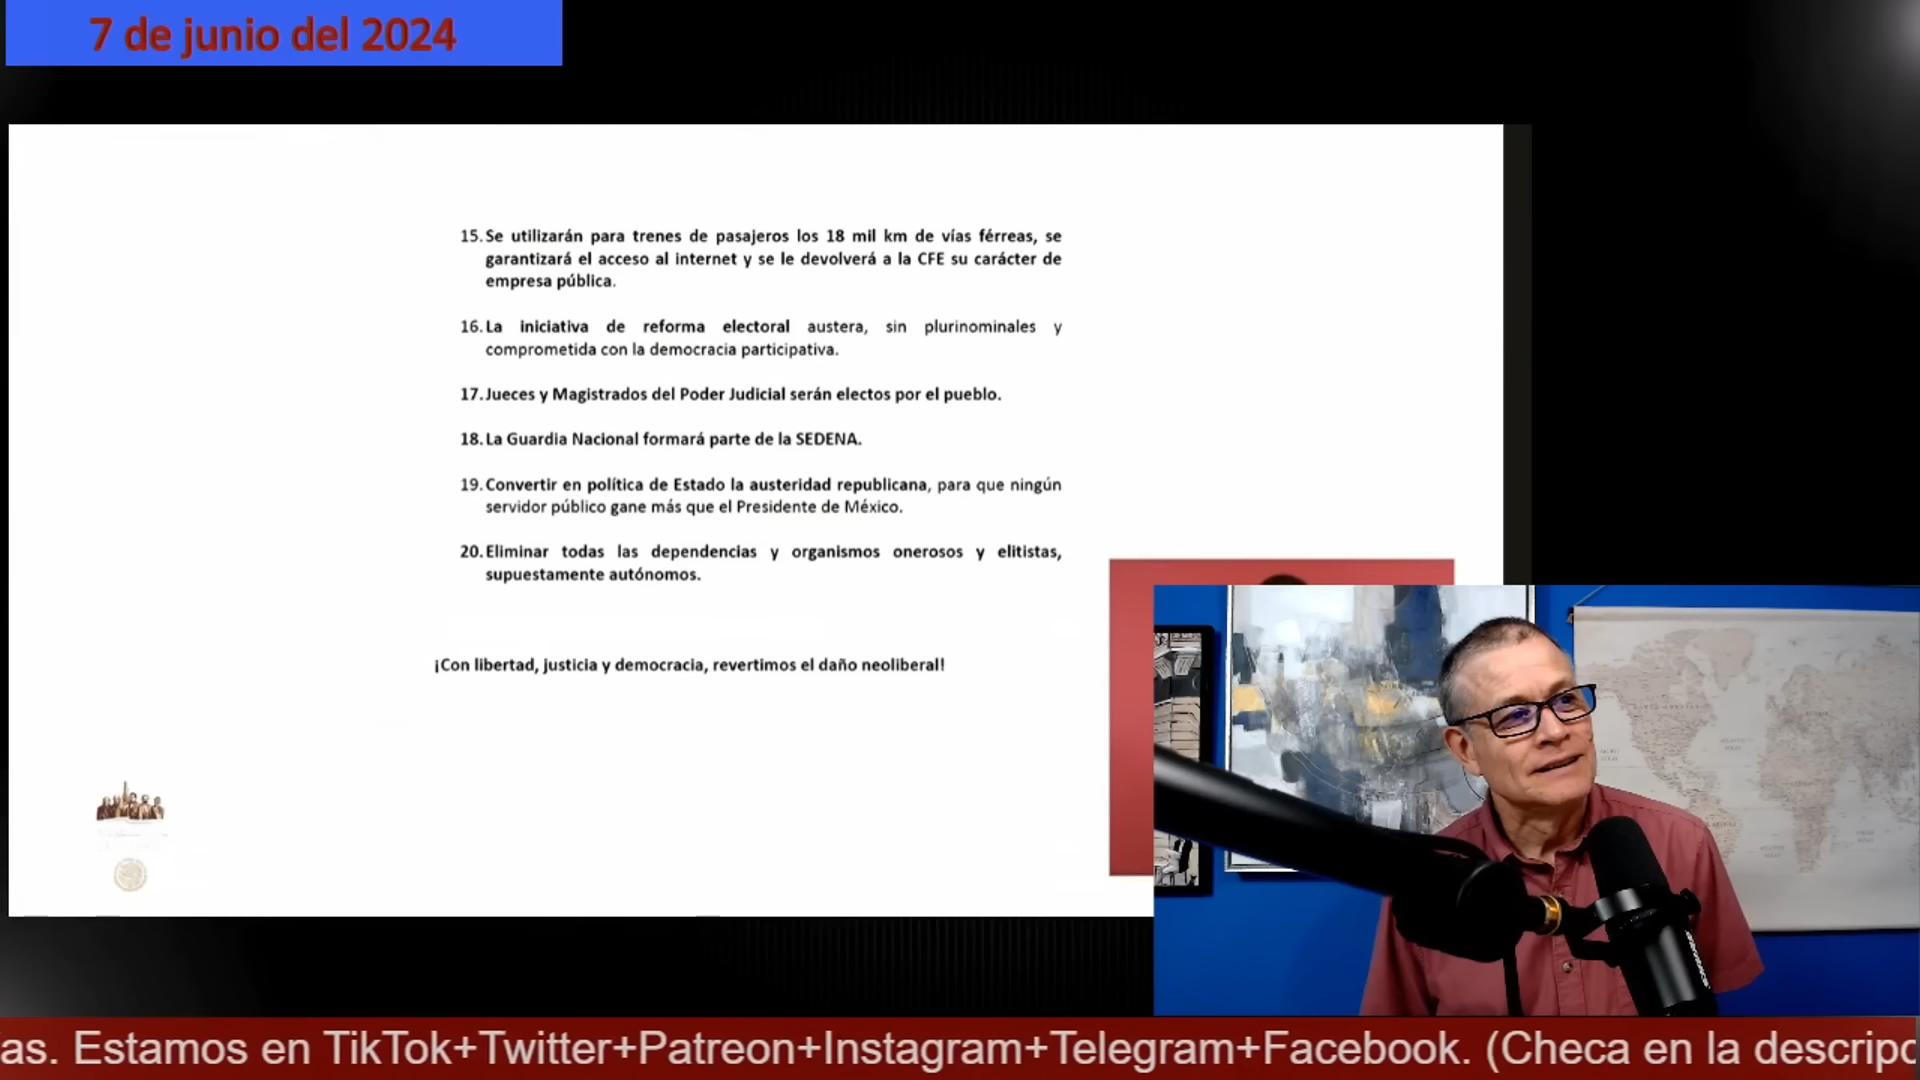 7 de junio del 2024
15. Se utilizarán para trenes de pasajeros los 18 mil km de vías férreas, se
garantizará el acceso al internet y se le devolverá a la CFE su carácter de
empresa pública.
16. La iniciativa de reforma electoral austera, sin plurinominales y
comprometida con la democracia participativa.
17. Jueces y Magistrados del Poder Judicial serán electos por el pueblo.
18. La Guardia Nacional formará parte de la SEDENA.
19. Convertir en política de Estado la austeridad republicana, para que ningún
servidor público gane más que el Presidente de México.
20. Eliminar todas las dependencias y organismos onerosos y elitistas,
supuestamente autónomos.
¡Con libertad, justicia y democracia, revertimos el daño neoliberal!
as. Estamos en TikTok+Twitter+Patreon+Instagram+Telegram+Facebook. (Checa en la descripc